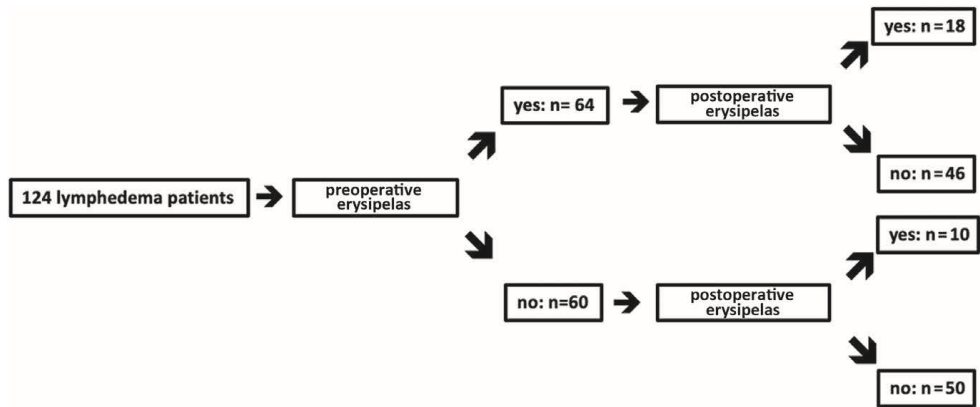 124 lymphedema patients
preoperative
erysipelas
yes: n= 64
postoperative
erysipelas
yes: n=18
no: n=46
no: n=60
postoperative
erysipelas
yes: n=10
no: n=50